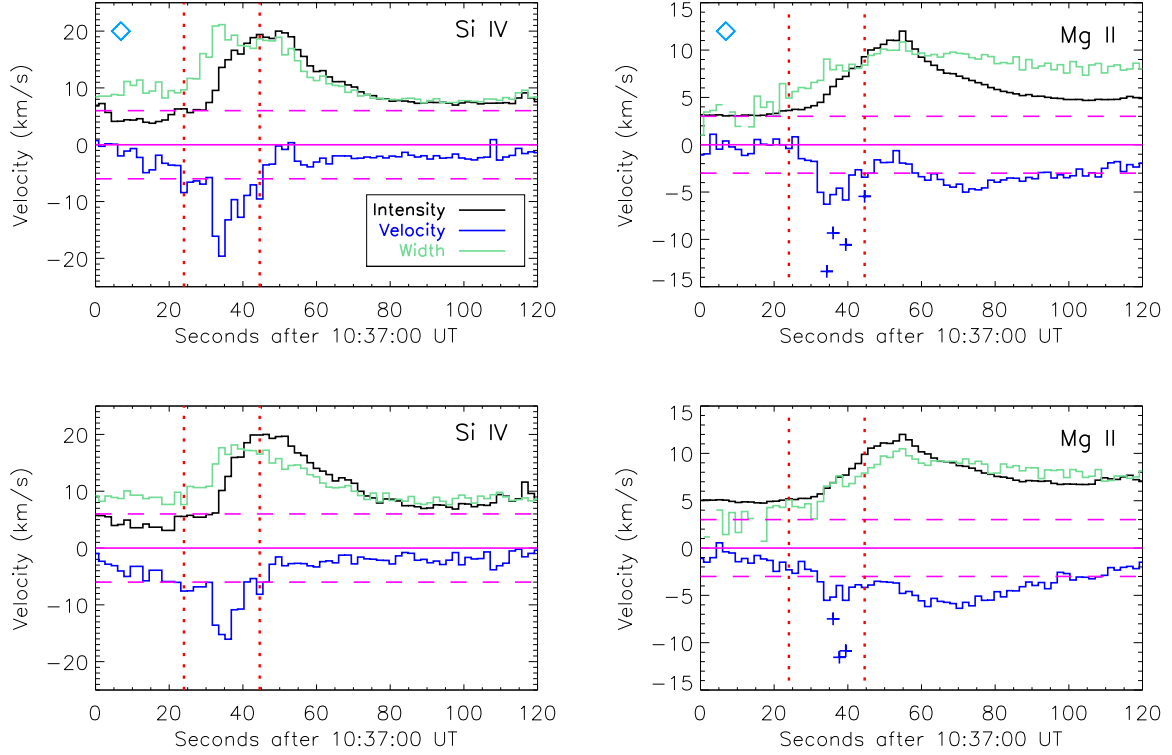 Si IV
Velocity (km/s)
20
10
0
−10
−20
Intensity
Velocity
Width
0 20 40 60 80 100 120
Seconds after 10:37:00 UT
Mg II
Velocity (km/s)
15
10
5
0
−5
−10
−15
0 20 40 60 80 100 120
Seconds after 10:37:00 UT
Si IV
Velocity (km/s)
20
10
0
−10
−20
0 20 40 60 80 100 120
Seconds after 10:37:00 UT
Mg II
Velocity (km/s)
15
10
5
0
−5
−10
−15
0 20 40 60 80 100 120
Seconds after 10:37:00 UT